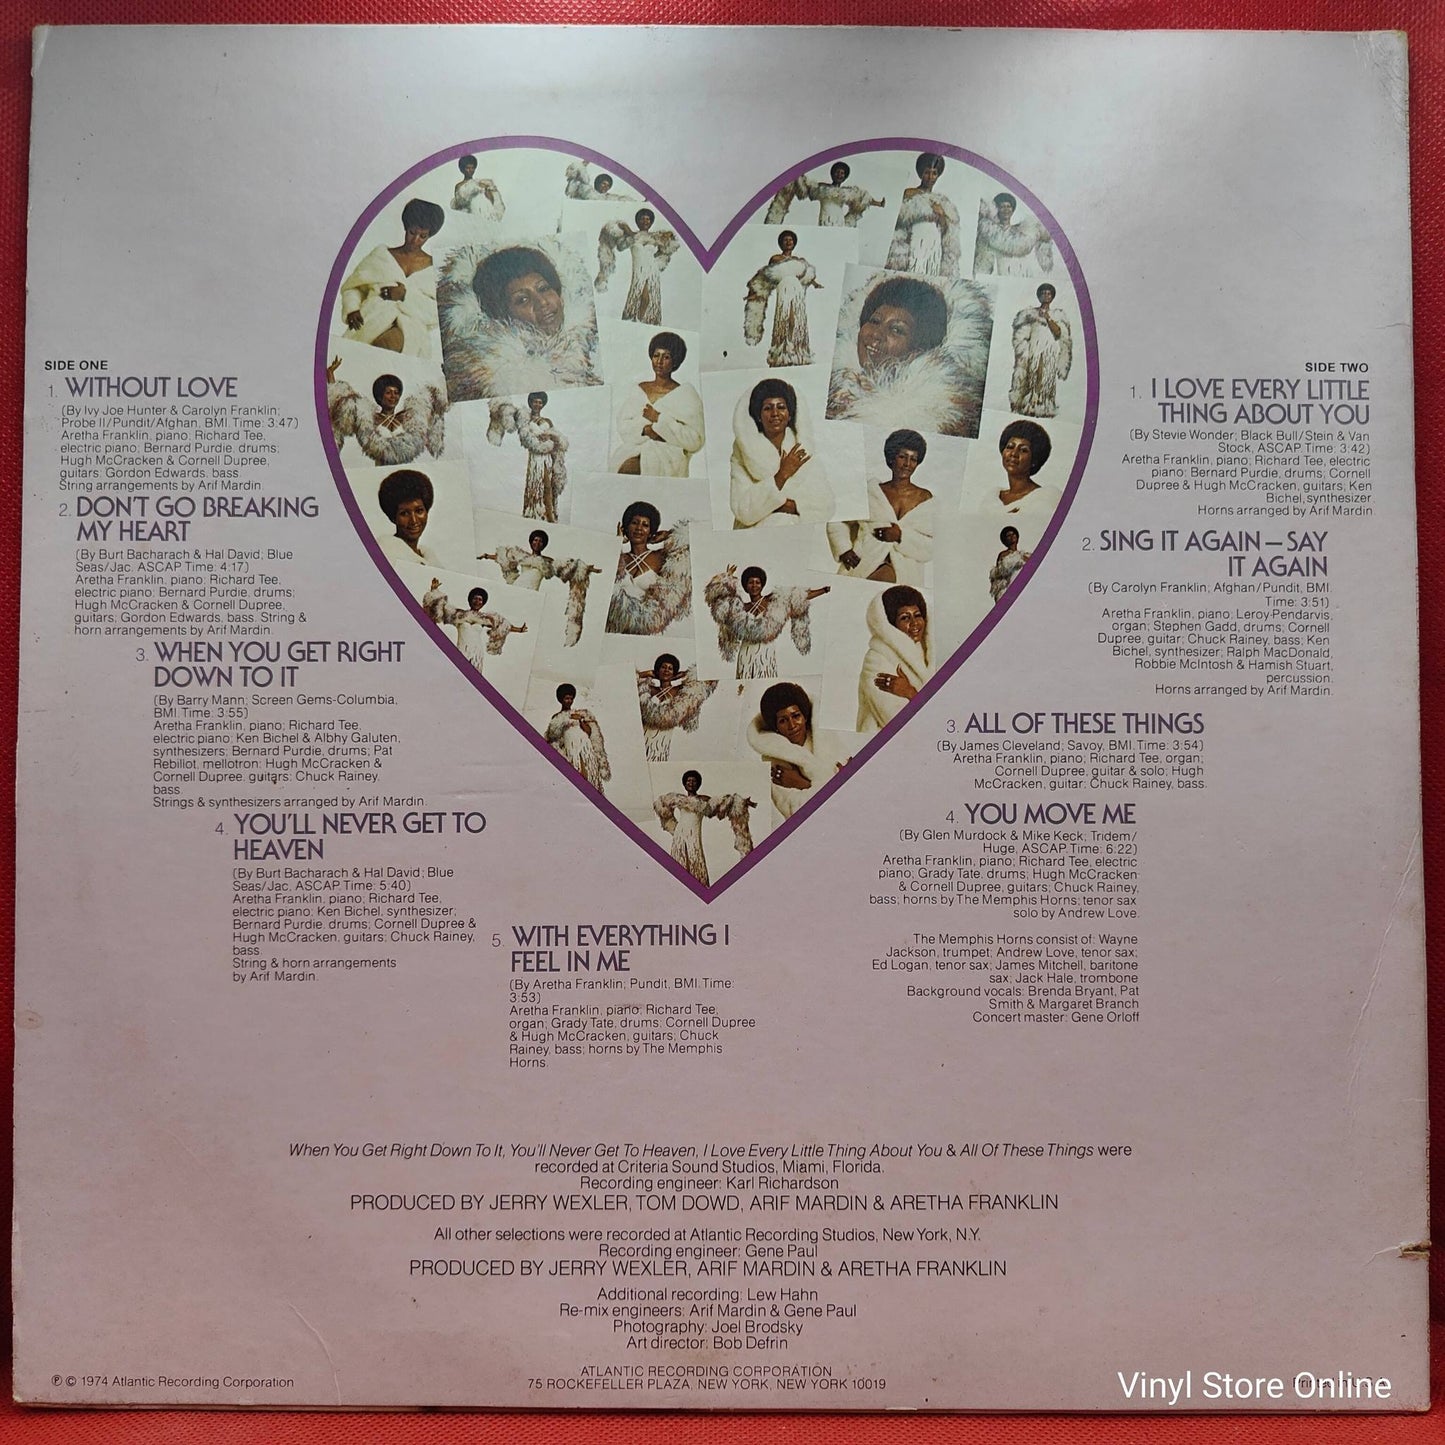 SIDE ONE
1. WITHOUT LOVE
(By Ivy Joe Hunter & Carolyn Franklin;
Probe II/Pundit/Afghan, BMI. Time: 3:47)
Aretha Franklin, piano; Richard Tee,
electric piano; Bernard Purdie, drums;
Hugh McCracken & Cornell Dupree,
guitars; Gordon Edwards, bass.
String arrangements by Arif Mardin.
2. DON'T GO BREAKING
MY HEART
(By Burt Bacharach & Hal David; Blue
Seas/Jac, ASCAP. Time: 4:17)
Aretha Franklin, piano; Richard Tee,
electric piano; Bernard Purdie, drums;
Hugh McCracken & Cornell Dupree,
guitars; Gordon Edwards, bass. String &
horn arrangements by Arif Mardin.
3. WHEN YOU GET RIGHT
DOWN TO IT
(By Barry Mann; Screen Gems-Columbia,
BMI. Time: 3:55)
Aretha Franklin, piano; Richard Tee,
electric piano; Ken Bichel & Albhy Galuten,
synthesizers; Bernard Purdie, drums; Pat
Rebillot, mellotron; Hugh McCracken &
Cornell Dupree, guitars; Chuck Rainey,
bass.
Strings & synthesizers arranged by Arif Mardin.
4. YOU'LL NEVER GET TO
HEAVEN
(By Burt Bacharach & Hal David; Blue
Seas/Jac, ASCAP. Time: 5:40)
Aretha Franklin, piano; Richard Tee,
electric piano; Ken Bichel, synthesizer;
Bernard Purdie, drums; Cornell Dupree &
Hugh McCracken, guitars; Chuck Rainey,
bass.
String & horn arrangements
by Arif Mardin.
5. WITH EVERYTHING I
FEEL IN ME
(By Aretha Franklin; Pundit, BMI. Time:
3:53)
Aretha Franklin, piano; Richard Tee,
organ; Grady Tate, drums; Cornell Dupree
& Hugh McCracken, guitars; Chuck
Rainey, bass; horns by The Memphis
Horns.
SIDE TWO
1. I LOVE EVERY LITTLE
THING ABOUT YOU
(By Stevie Wonder; Black Bull/Stein & Van
Stock, ASCAP. Time: 3:42)
Aretha Franklin, piano; Richard Tee, electric
piano; Bernard Purdie, drums; Cornell
Dupree & Hugh McCracken, guitars; Ken
Bichel, synthesizer.
Horns arranged by Arif Mardin
2. SING IT AGAIN — SAY
IT AGAIN
(By Carolyn Franklin; Afghan/Pundit, BMI.
Time: 3:51)
Aretha Franklin, piano; Leroy Pendarvis,
organ; Stephen Gadd, drums; Cornell
Dupree, guitar; Chuck Rainey, bass; Ken
Bichel, synthesizer; Ralph MacDonald,
Robbie McIntosh & Hamish Stuart,
percussion.
Horns arranged by Arif Mardin.
3. ALL OF THESE THINGS
(By James Cleveland; Savoy, BMI. Time: 3:54)
Aretha Franklin, piano; Richard Tee, organ;
Cornell Dupree, guitar & solo; Hugh
McCracken, guitar; Chuck Rainey, bass.
4. YOU MOVE ME
(By Glen Murdock & Mike Keck; Tridem/
Huge, ASCAP. Time: 6:22)
Aretha Franklin, piano; Richard Tee, electric
piano; Grady Tate, drums; Hugh McCracken
& Cornell Dupree, guitars; Chuck Rainey,
bass; horns by The Memphis Horns; tenor sax
solo by Andrew Love.
The Memphis Horns consist of: Wayne
Jackson, trumpet; Andrew Love, tenor sax;
Ed Logan, tenor sax; James Mitchell, baritone
sax; Jack Hale, trombone
Background vocals: Brenda Bryant, Pat
Smith & Margaret Branch
Concert master: Gene Orloff
When You Get Right Down To It, You'll Never Get To Heaven, I Love Every Little Thing About You & All Of These Things were
recorded at Criteria Sound Studios, Miami, Florida.
Recording engineer: Karl Richardson
PRODUCED BY JERRY WEXLER, TOM DOWD, ARIF MARDIN & ARETHA FRANKLIN
All other selections were recorded at Atlantic Recording Studios, New York, N.Y.
Recording engineer: Gene Paul
PRODUCED BY JERRY WEXLER, ARIF MARDIN & ARETHA FRANKLIN
Additional recording: Lew Hahn
Re-mix engineers: Arif Mardin & Gene Paul
Photography: Joel Brodsky
Art director: Bob Defrin
ATLANTIC RECORDING CORPORATION
75 ROCKEFELLER PLAZA, NEW YORK, NEW YORK 10019
℗ © 1974 Atlantic Recording Corporation
Vinyl Store Online